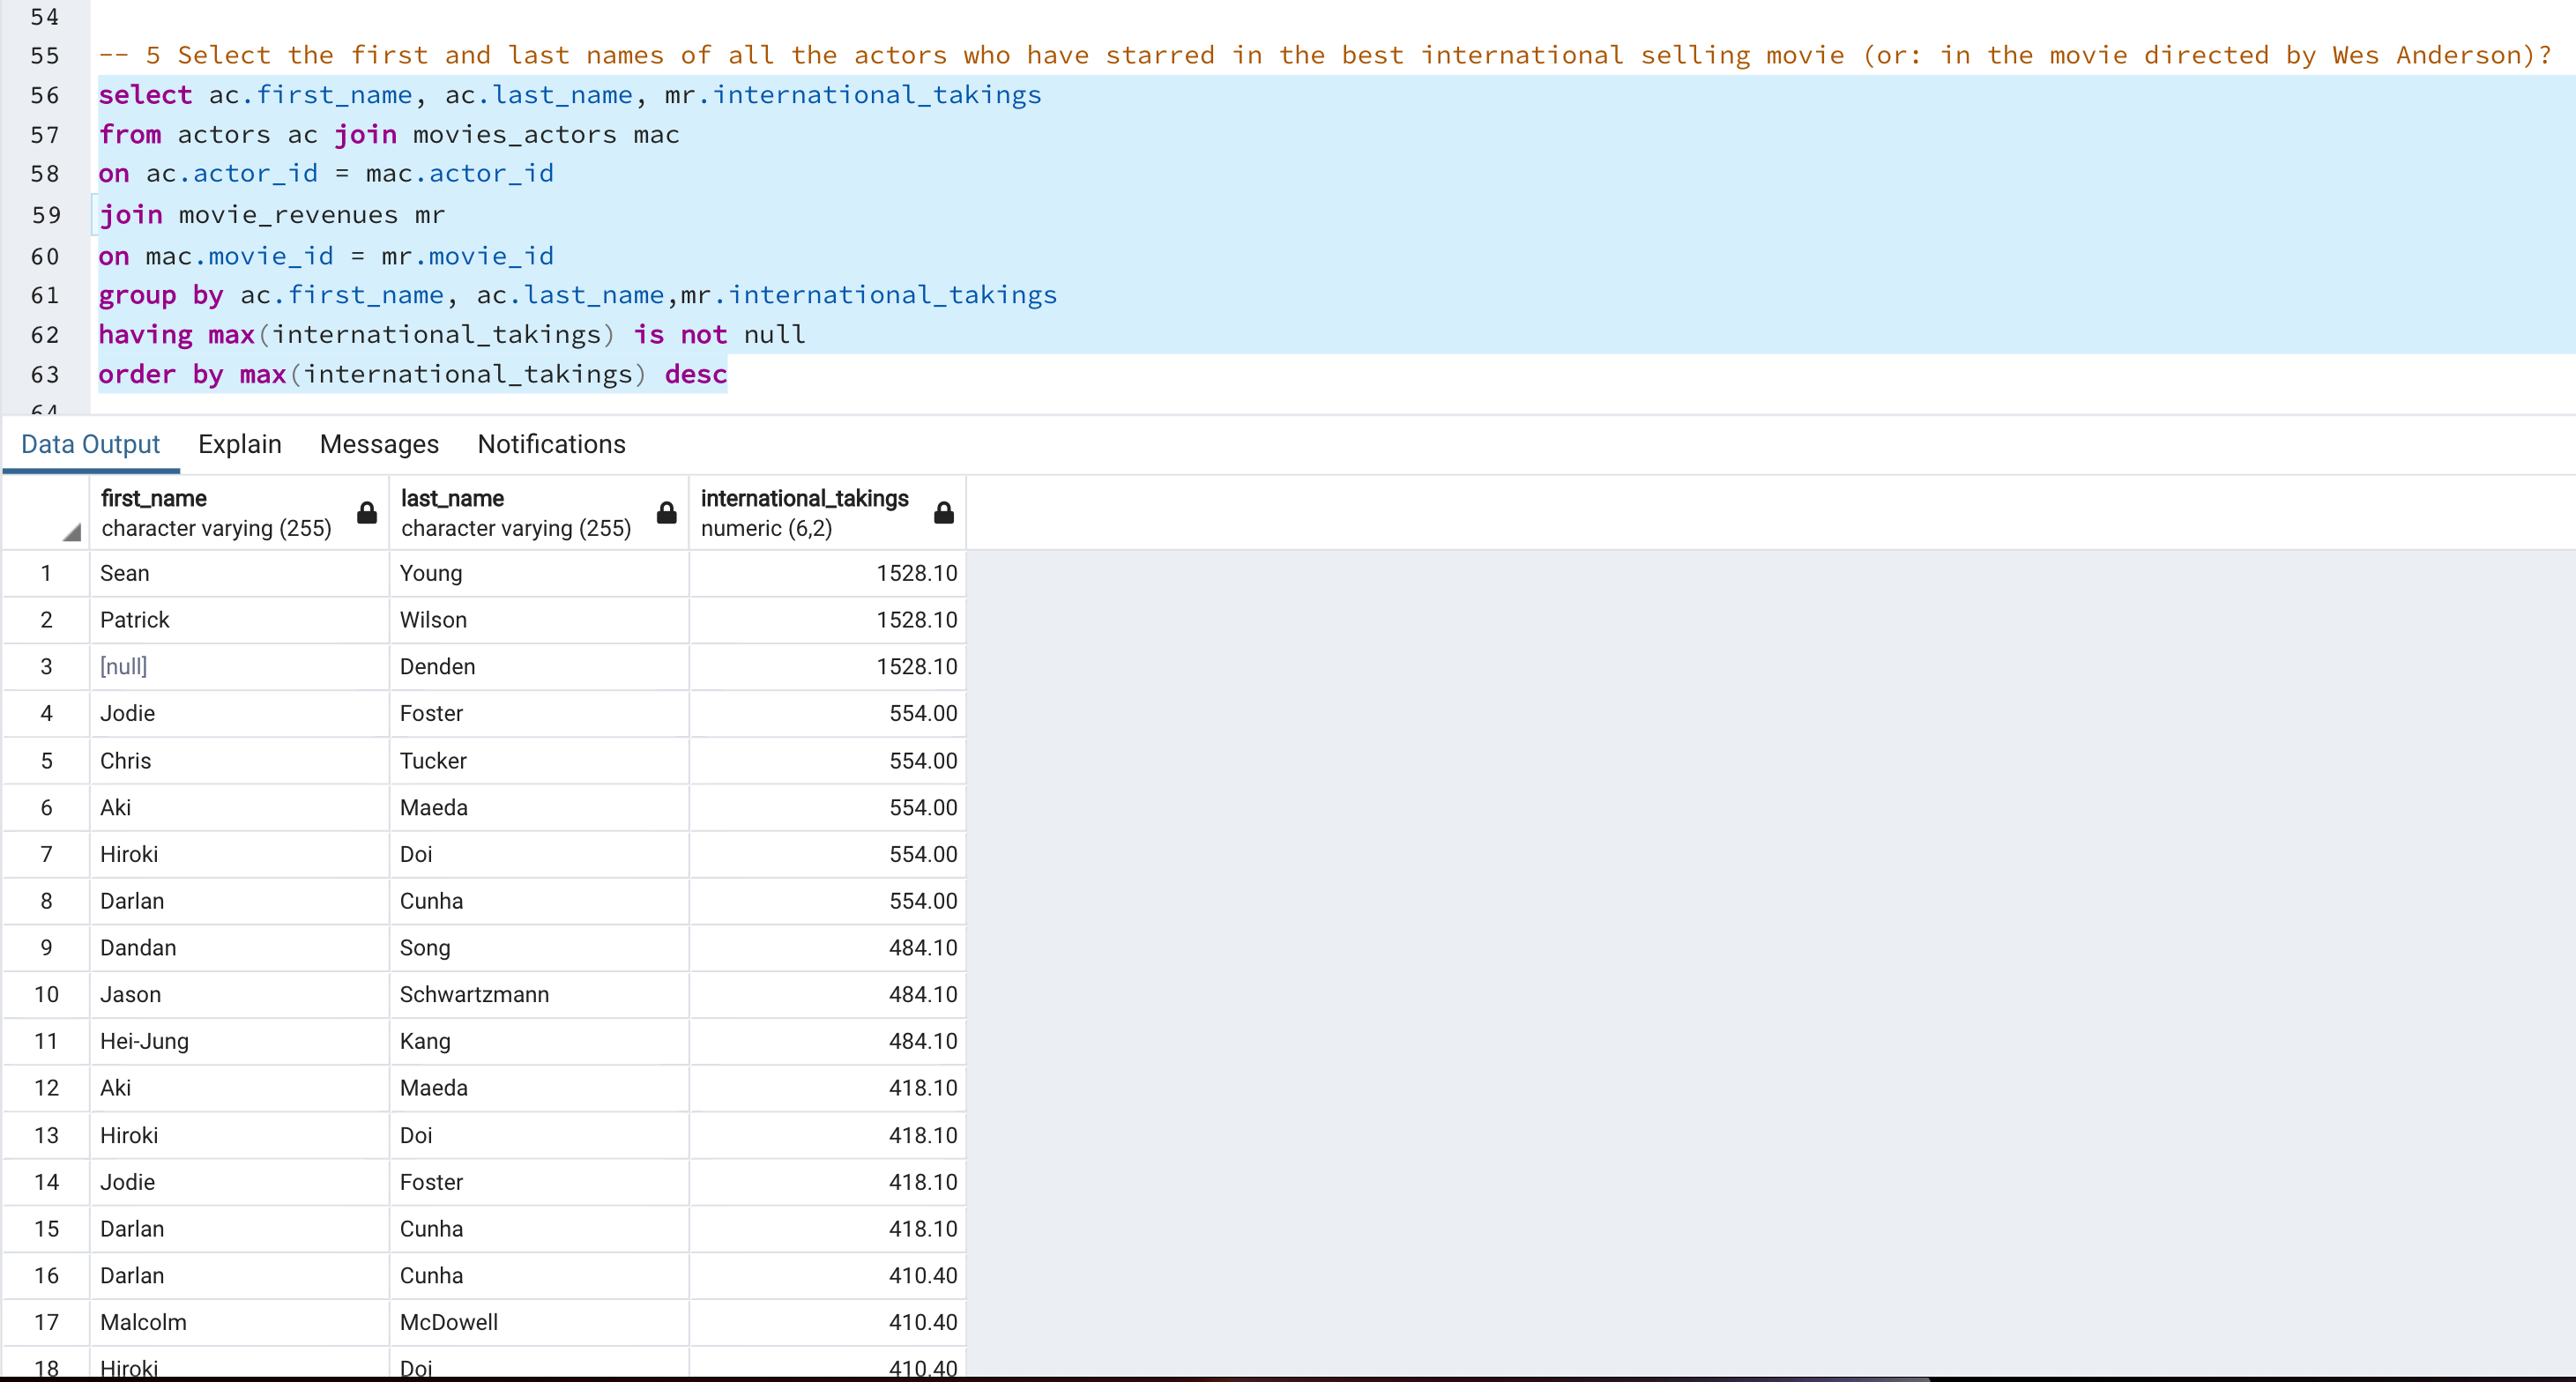 54
55 -- 5 Select the first and last names of all the actors who have starred in the best international selling movie (or: in the movie directed by Wes Anderson)?
56 select ac.first_name, ac.last_name, mr.international_takings
57 from actors ac join movies_actors mac
58 on ac.actor_id = mac.actor_id
59 join movie_revenues mr
60 on mac.movie_id = mr.movie_id
61 group by ac.first_name, ac.last_name,mr.international_takings
62 having max(international_takings) is not null
63 order by max(international_takings) desc
64
Data Output Explain Messages Notifications
first_name last_name international_takings
character varying (255) character varying (255) numeric (6,2)
1 Sean Young 1528.10
2 Patrick Wilson 1528.10
3 [null] Denden 1528.10
4 Jodie Foster 554.00
5 Chris Tucker 554.00
6 Aki Maeda 554.00
7 Hiroki Doi 554.00
8 Darlan Cunha 554.00
9 Dandan Song 484.10
10 Jason Schwartzmann 484.10
11 Hei-Jung Kang 484.10
12 Aki Maeda 418.10
13 Hiroki Doi 418.10
14 Jodie Foster 418.10
15 Darlan Cunha 418.10
16 Darlan Cunha 410.40
17 Malcolm McDowell 410.40
18 Hiroki Doi 410.40